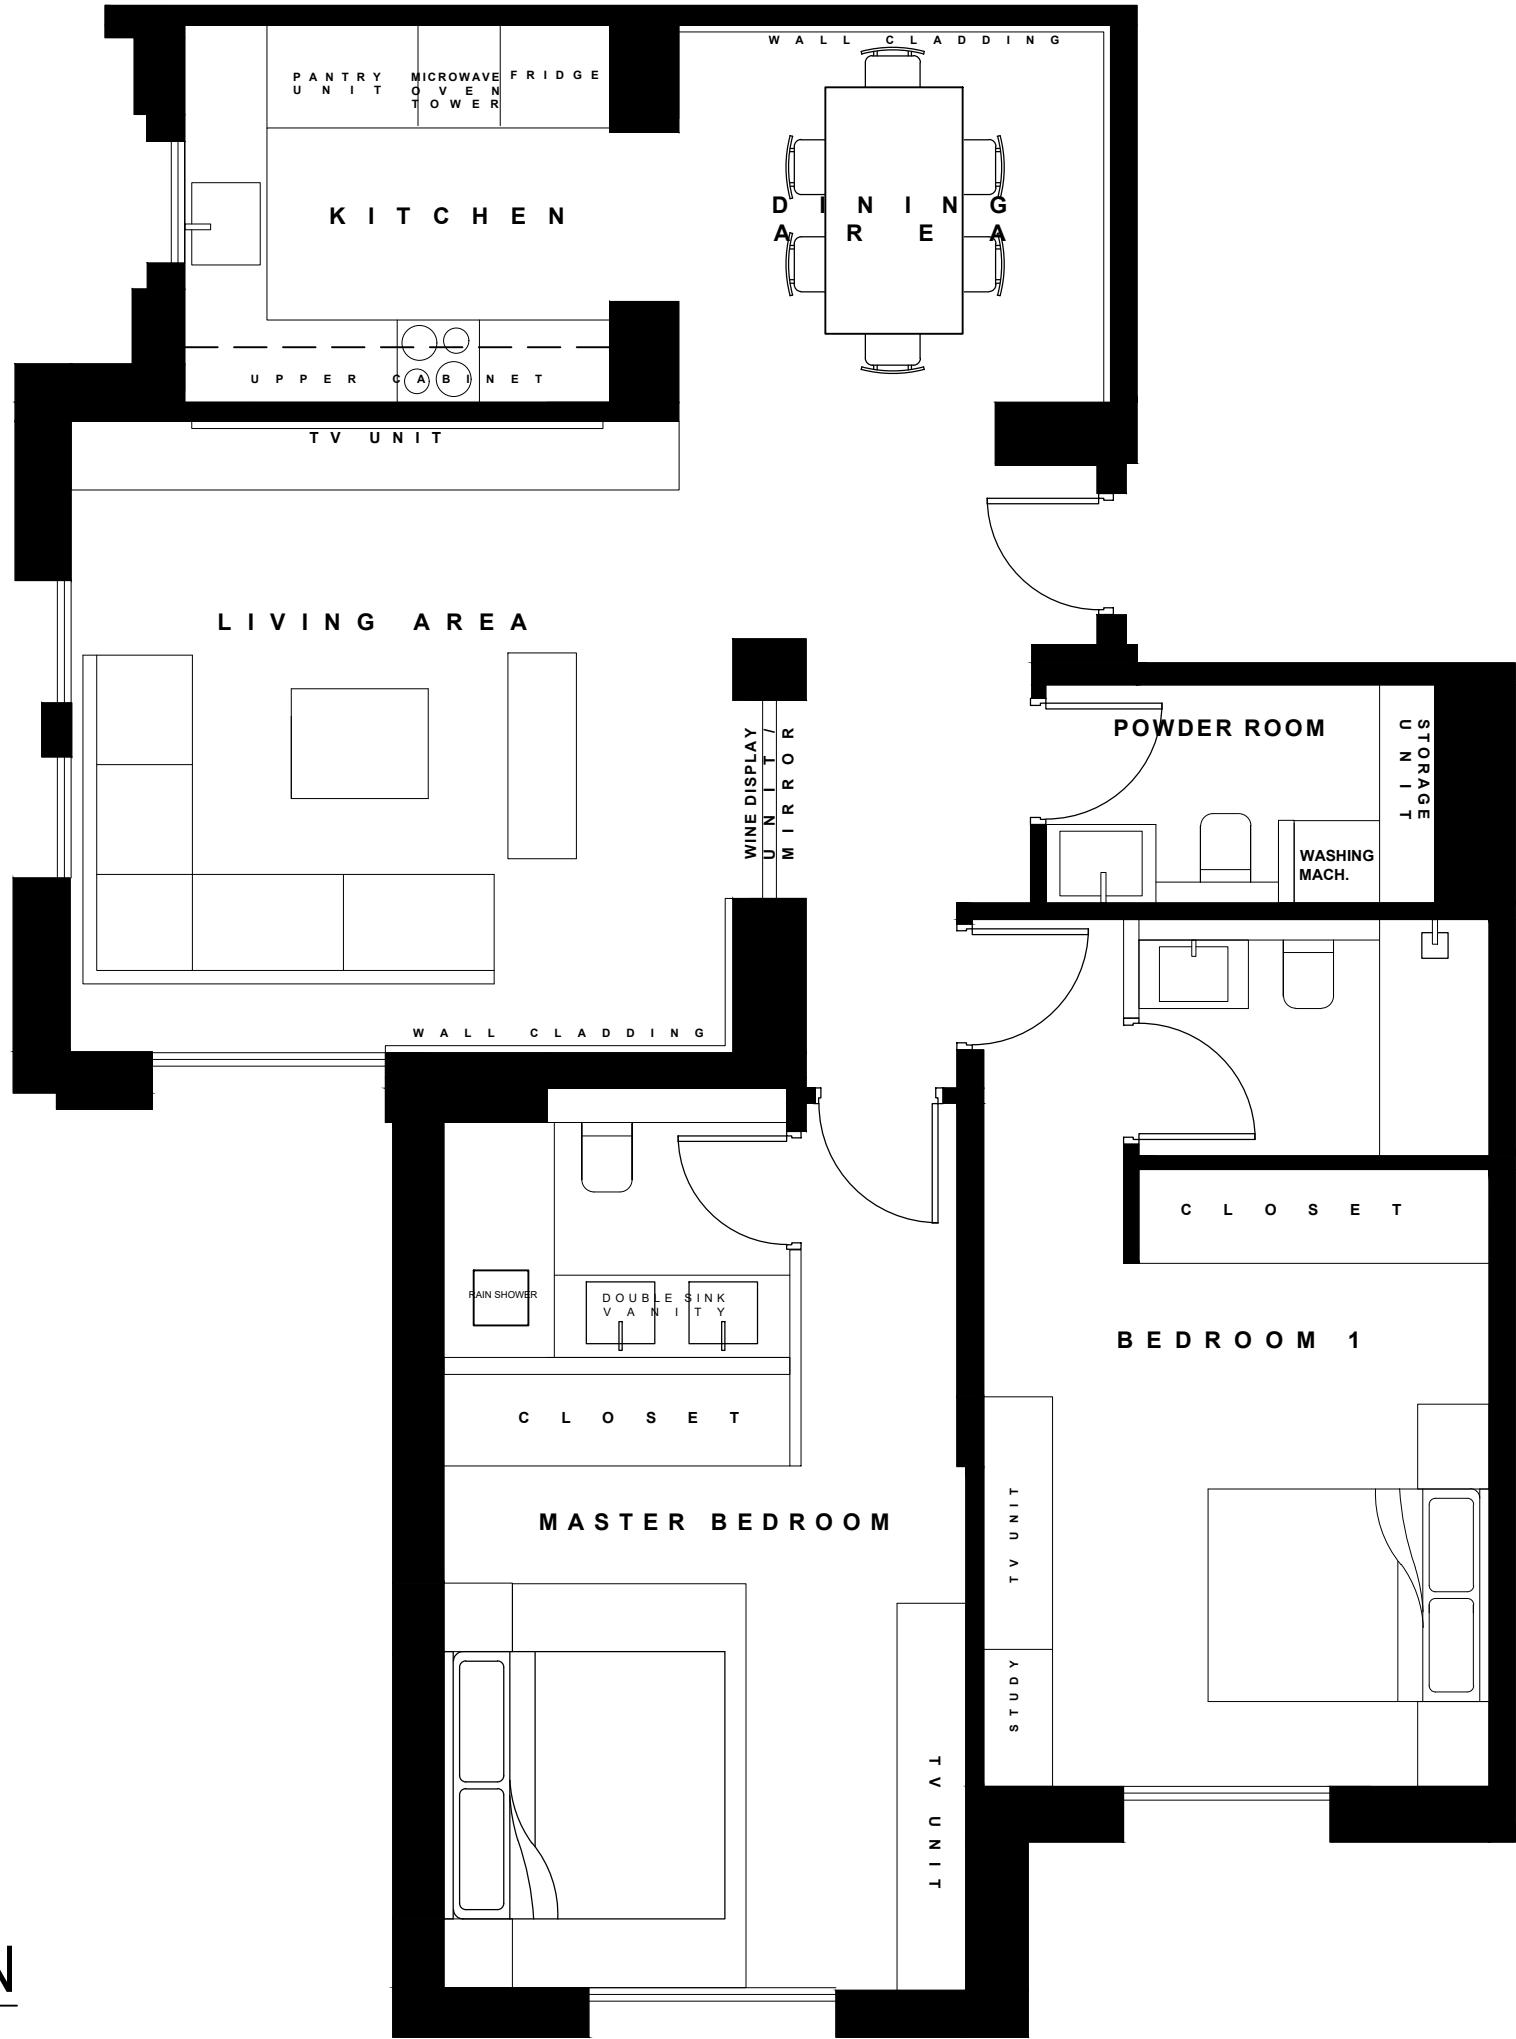 WALL CLADDING
PANTRY
UNIT
MICROWAVE
OVEN
TOWER
FRIDGE
KITCHEN
DINING
AREA
UPPER CABINET
TV UNIT
LIVING AREA
WINE DISPLAY
UNIT /
MIRROR
POWDER ROOM
STORAGE
UNIT
WASHING
MACH.
WALL CLADDING
CLOSET
RAIN SHOWER
DOUBLE SINK
VANITY
BEDROOM 1
CLOSET
MASTER BEDROOM
TV UNIT
STUDY
TV UNIT
N